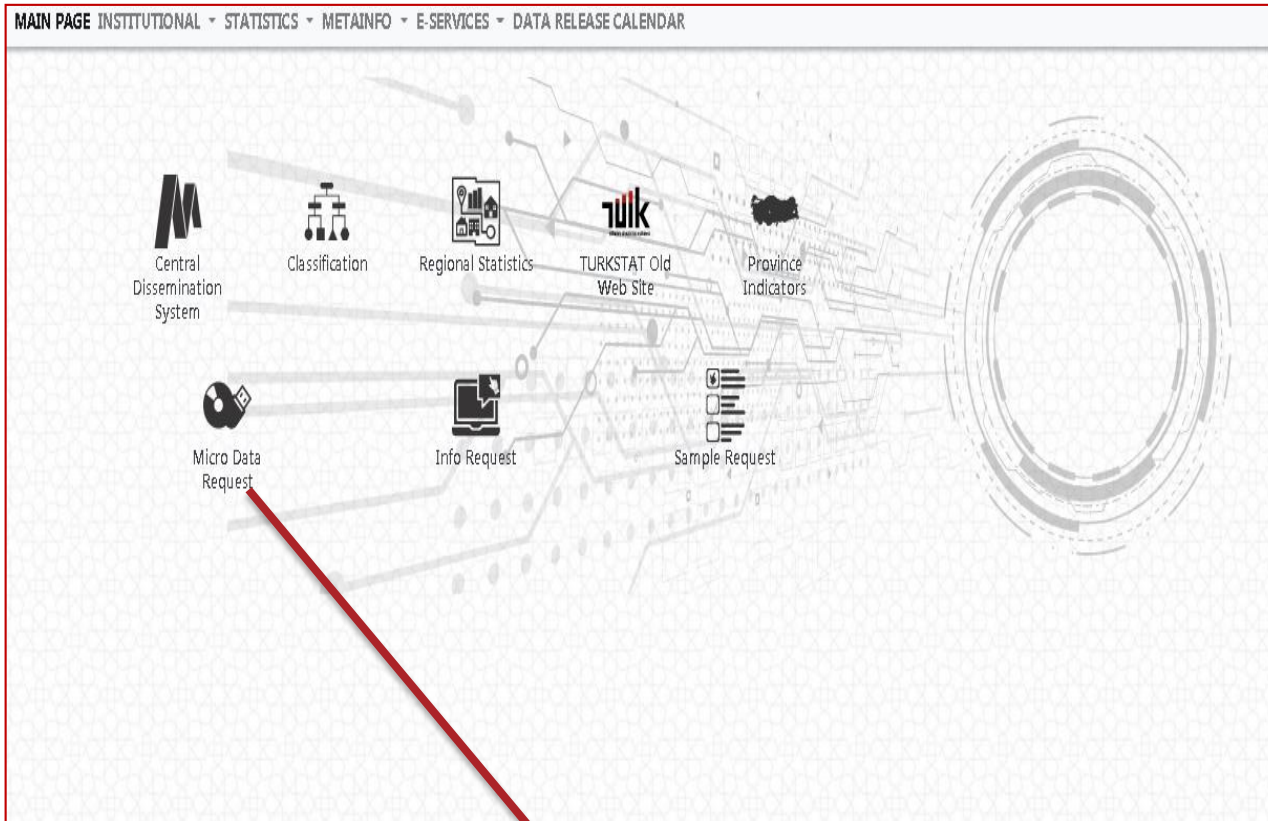 MAIN PAGE INSTITUTIONAL STATISTICS METAINFO E-SERVICES DATA RELEASE CALENDAR
Central
Dissemination
System
Classification
Regional Statistics
TÜİK
TURKSTAT Old
Web Site
Province
Indicators
Micro Data
Request
Info Request
Sample Request